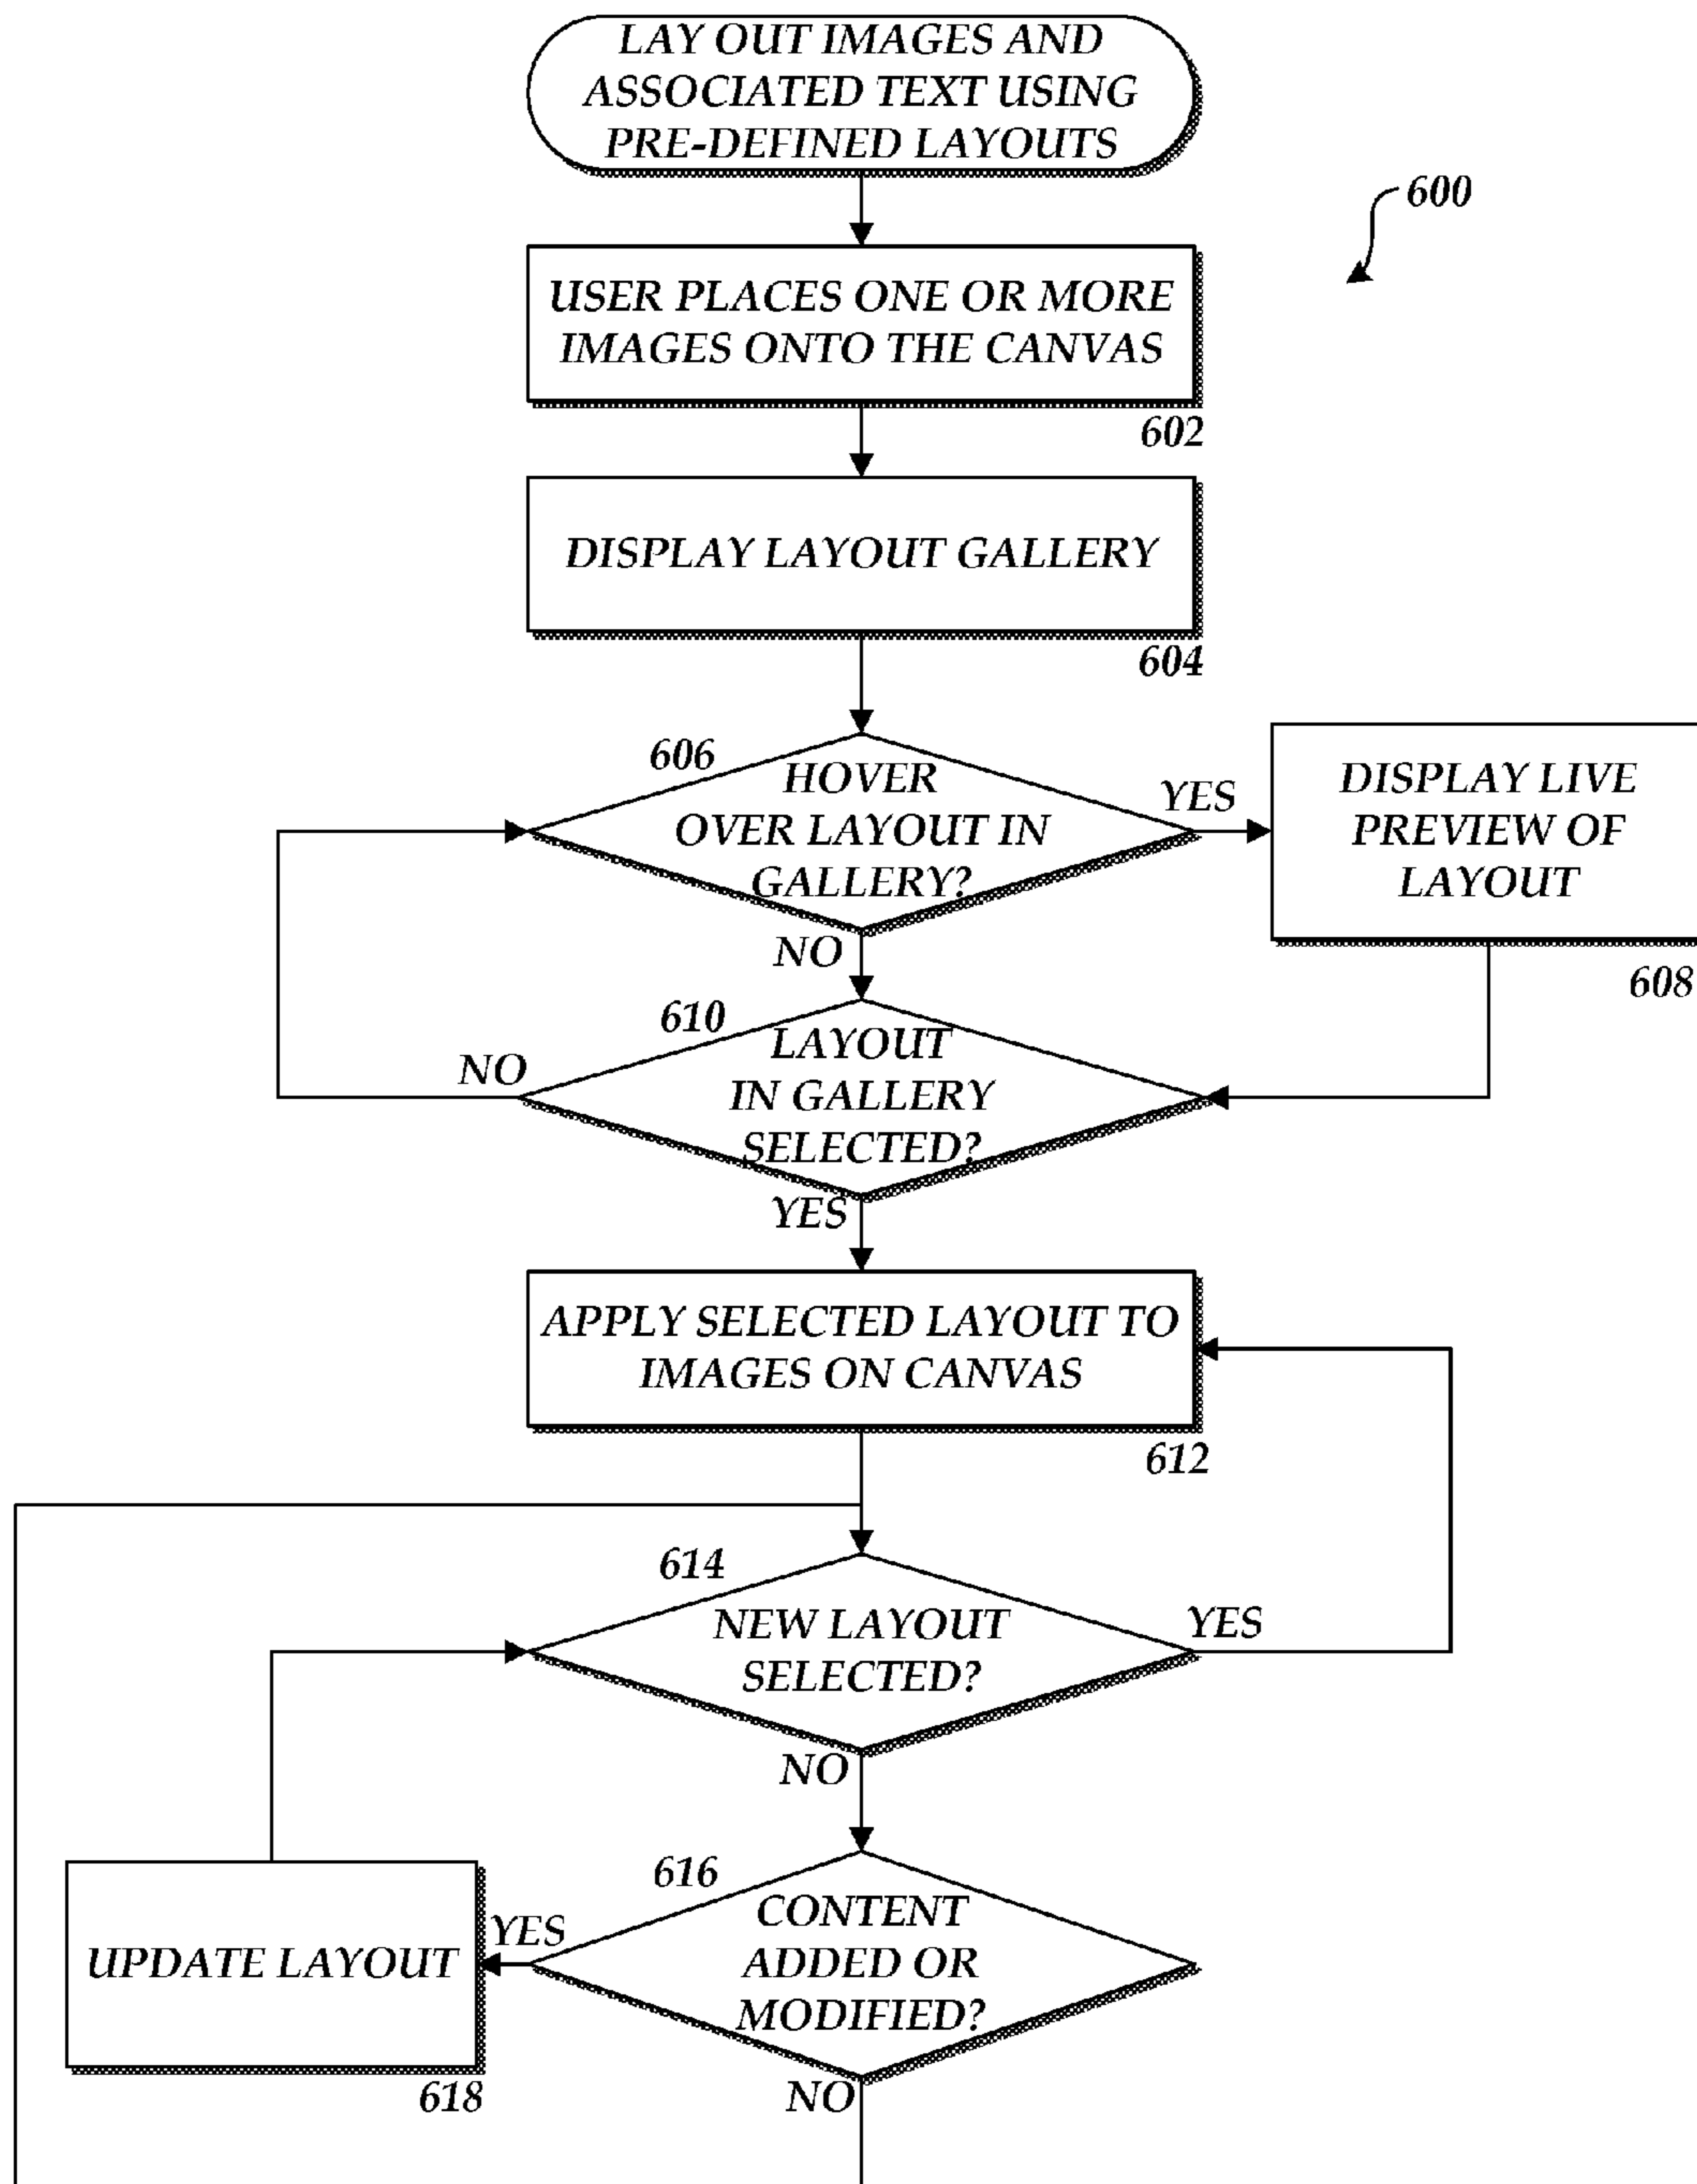 LAY OUT IMAGES AND
ASSOCIATED TEXT USING
PRE-DEFINED LAYOUTS
600
USER PLACES ONE OR MORE
IMAGES ONTO THE CANVAS
602
DISPLAY LAYOUT GALLERY
604
606
HOVER
OVER LAYOUT IN
GALLERY?
YES
DISPLAY LIVE
PREVIEW OF
LAYOUT
608
NO
610
LAYOUT
IN GALLERY
SELECTED?
NO
YES
APPLY SELECTED LAYOUT TO
IMAGES ON CANVAS
612
614
NEW LAYOUT
SELECTED?
YES
NO
616
CONTENT
ADDED OR
MODIFIED?
YES
UPDATE LAYOUT
618
NO